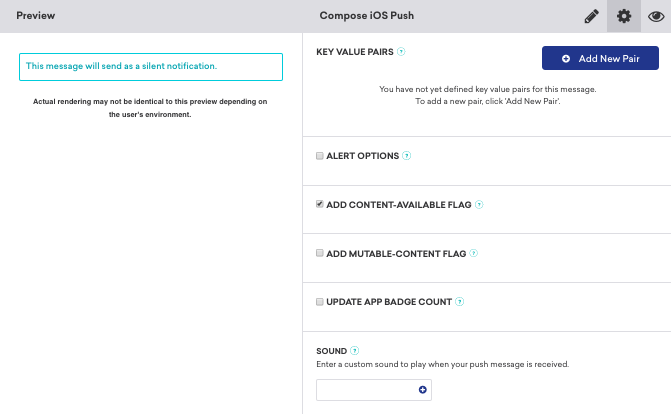 Preview
This message will send as a silent notification.
Actual rendering may not be identical to this preview depending on
the user's environment.
Compose iOS Push
KEY VALUE PAIRS ?
Add New Pair
You have not yet defined key value pairs for this message.
To add a new pair, click 'Add New Pair'.
ALERT OPTIONS ?
ADD CONTENT-AVAILABLE FLAG ?
ADD MUTABLE-CONTENT FLAG ?
UPDATE APP BADGE COUNT ?
SOUND ?
Enter a custom sound to play when your push message is received.